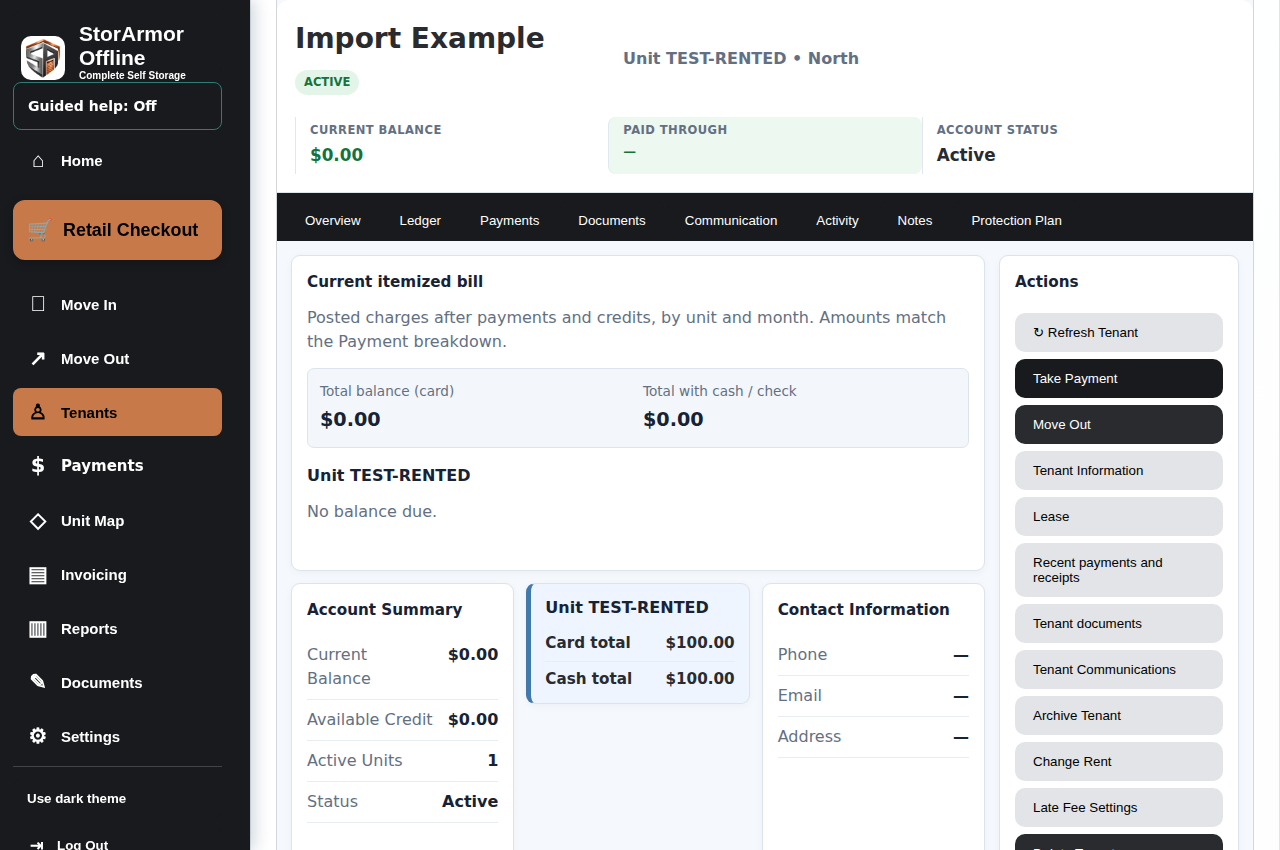 StorArmor
Offline
Complete Self Storage
Guided help: Off
Home
Retail Checkout
Move In
Move Out
Tenants
Payments
Unit Map
Invoicing
Reports
Documents
Settings
Use dark theme
Log Out
Import Example
ACTIVE
Unit TEST-RENTED • North
CURRENT BALANCE
$0.00
PAID THROUGH
—
ACCOUNT STATUS
Active
Overview Ledger Payments Documents Communication Activity Notes Protection Plan
Current itemized bill
Posted charges after payments and credits, by unit and month. Amounts match
the Payment breakdown.
Total balance (card)
$0.00
Total with cash / check
$0.00
Unit TEST-RENTED
No balance due.
Account Summary
Current
Balance
$0.00
Available Credit $0.00
Active Units 1
Status Active
Unit TEST-RENTED
Card total $100.00
Cash total $100.00
Contact Information
Phone —
Email —
Address —
Actions
↻ Refresh Tenant
Take Payment
Move Out
Tenant Information
Lease
Recent payments and
receipts
Tenant documents
Tenant Communications
Archive Tenant
Change Rent
Late Fee Settings